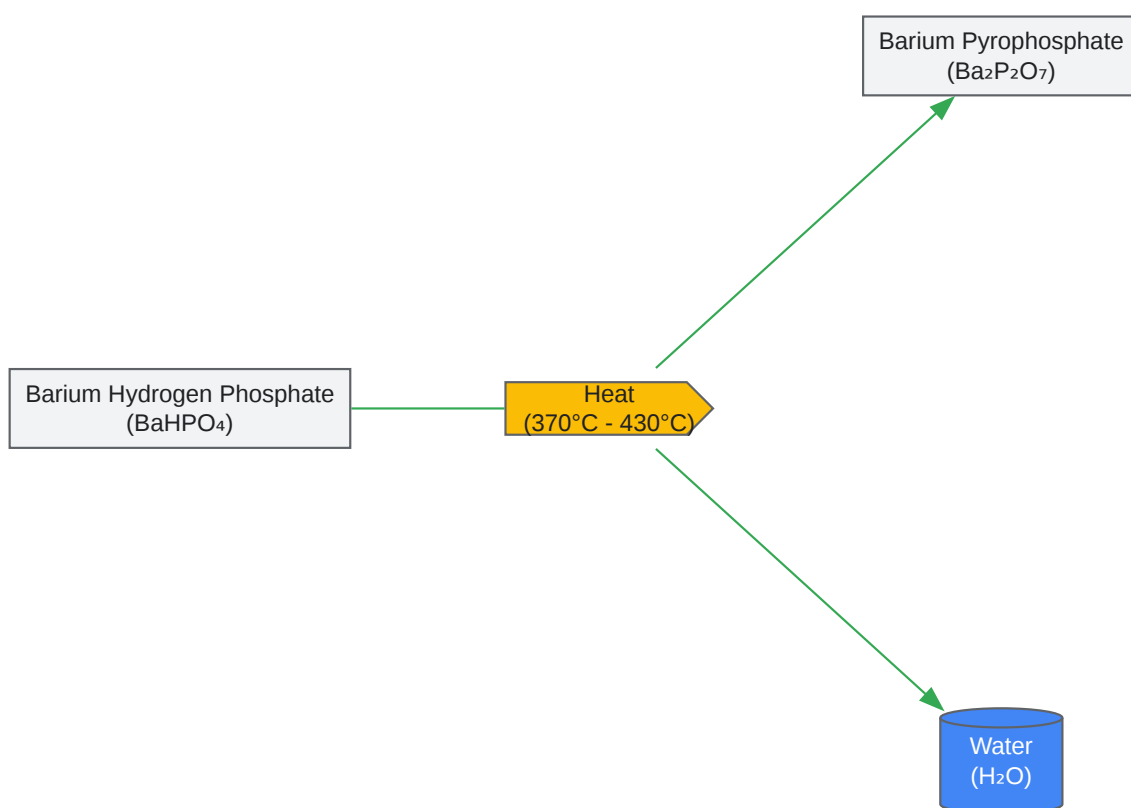 Barium Pyrophosphate
(Ba₂P₂O₇)
Barium Hydrogen Phosphate
(BaHPO₄)
Heat
(370°C - 430°C)
Water
(H₂O)